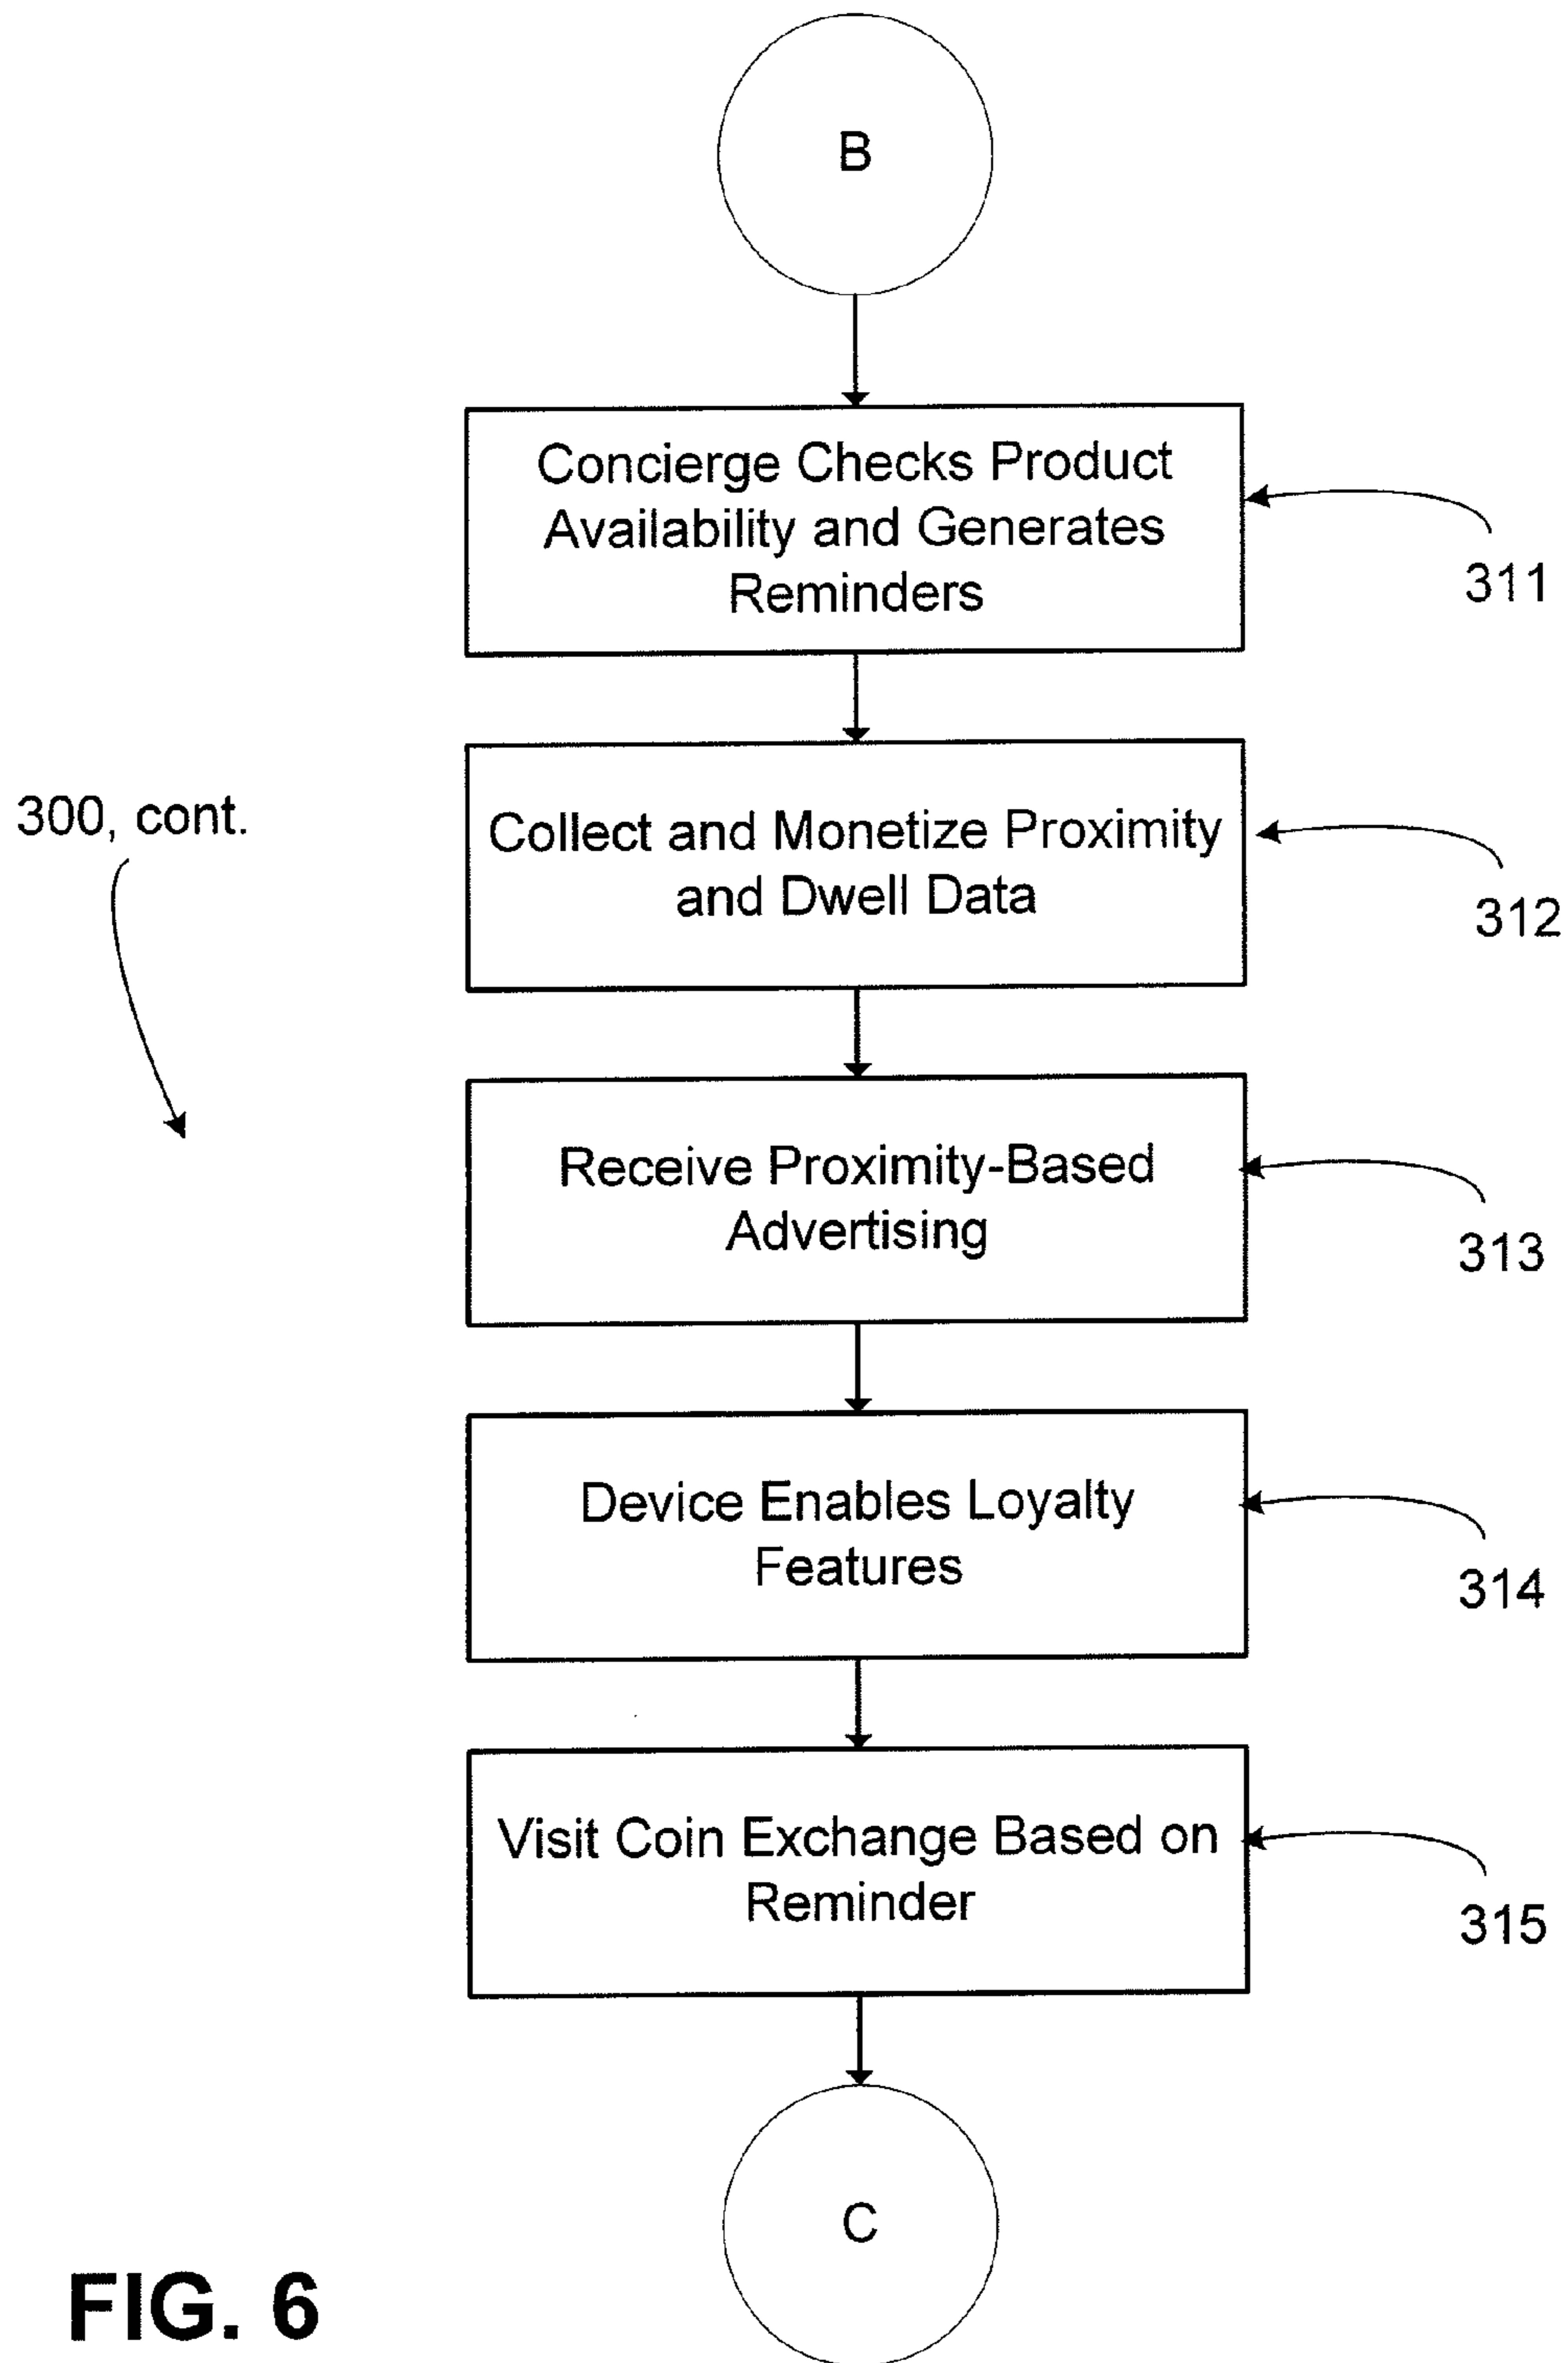 B
Concierge Checks Product
Availability and Generates
Reminders
311
300, cont.
Collect and Monetize Proximity
and Dwell Data
312
Receive Proximity-Based
Advertising
313
Device Enables Loyalty
Features
314
Visit Coin Exchange Based on
Reminder
315
C
FIG. 6